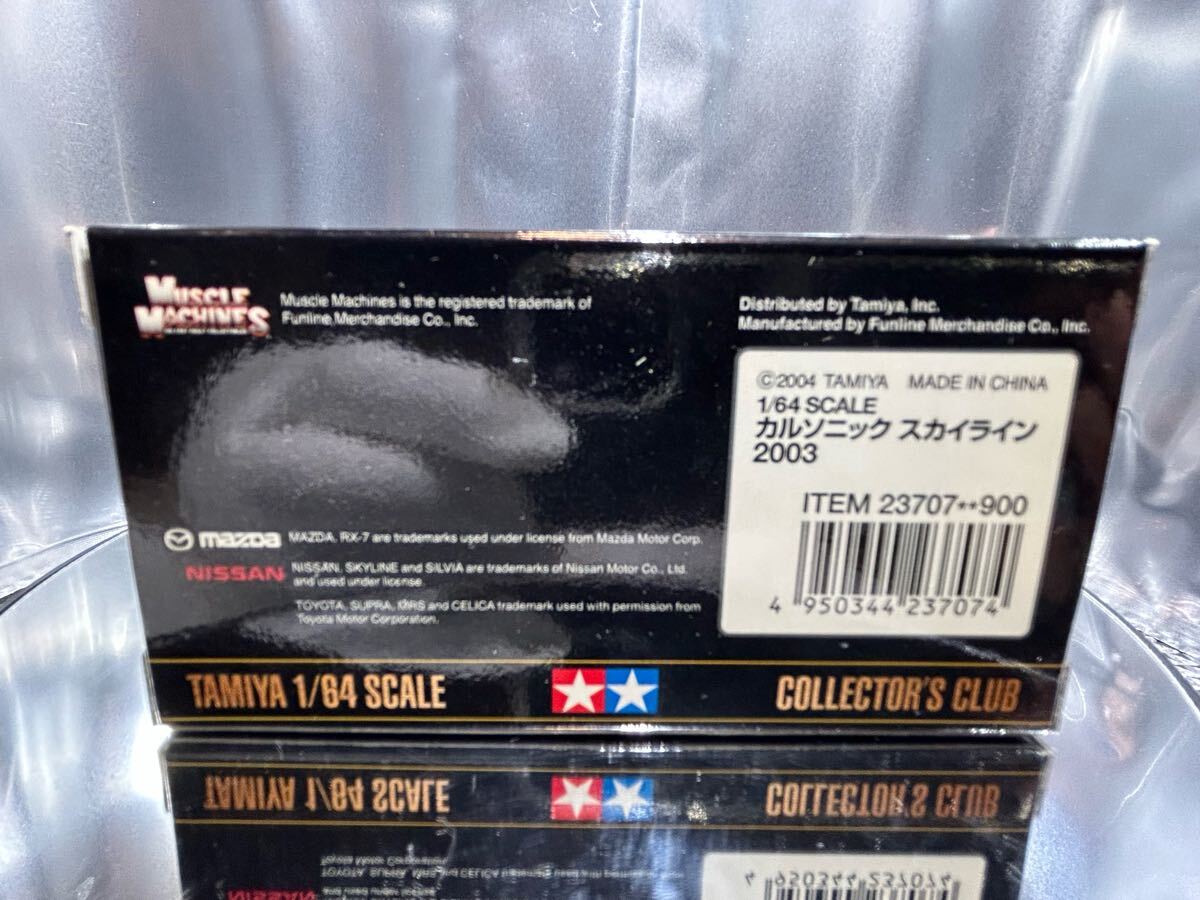 MUSCLE
MACHINES
Muscle Machines is the registered trademark of
Funline Merchandise Co., Inc.
Distributed by Tamiya, Inc.
Manufactured by Funline Merchandise Co., Inc.
©2004 TAMIYA MADE IN CHINA
1/64 SCALE
カルソニック スカイライン
2003
ITEM 23707**900
4 950344 237074
mazda MAZDA, RX-7 are trademarks used under license from Mazda Motor Corp.
NISSAN NISSAN, SKYLINE and SILVIA are trademarks of Nissan Motor Co., Ltd.
and used under license.
TOYOTA, SUPRA, MRS and CELICA trademark used with permission from
Toyota Motor Corporation.
TAMIYA 1/64 SCALE
COLLECTOR'S CLUB